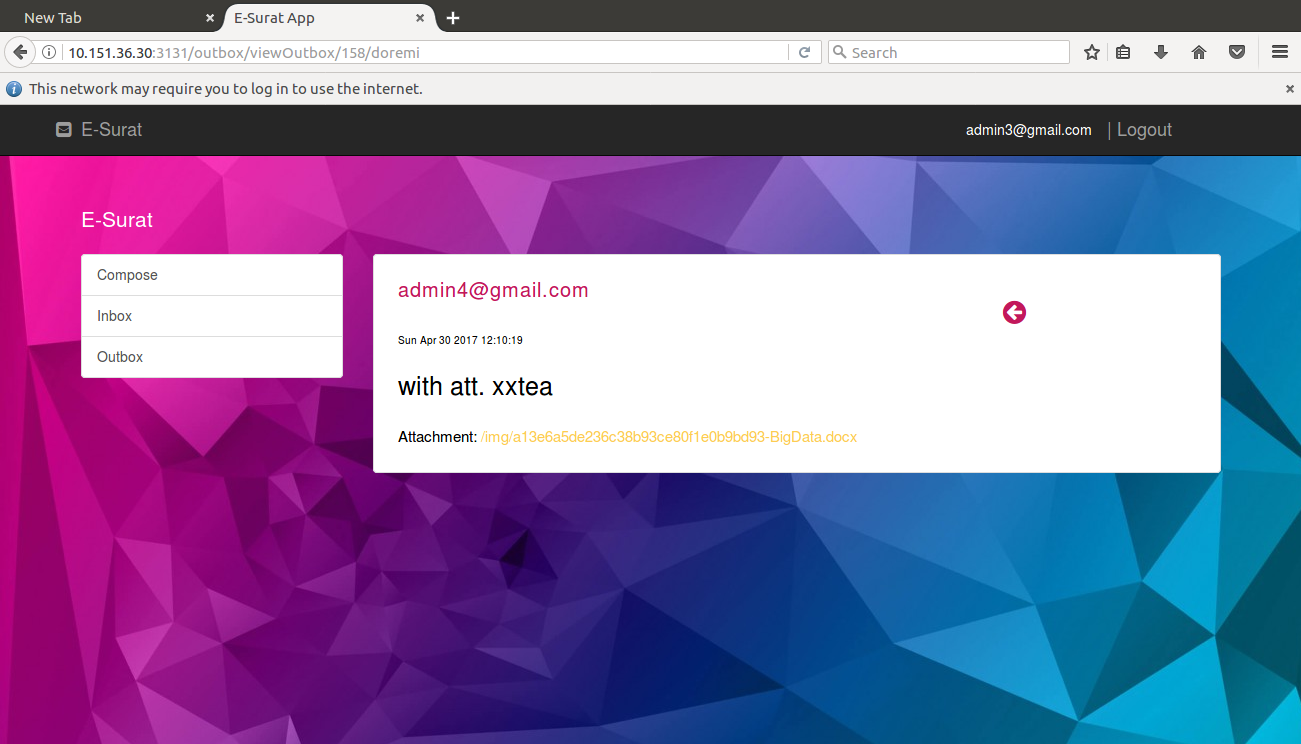 New Tab
E-Surat App
10.151.36.30:3131/outbox/viewOutbox/158/doremi
Search
This network may require you to log in to use the internet.
E-Surat
admin3@gmail.com | Logout
E-Surat
Compose
Inbox
Outbox
admin4@gmail.com
Sun Apr 30 2017 12:10:19
with att. xxtea
Attachment: /img/a13e6a5de236c38b93ce80f1e0b9bd93-BigData.docx